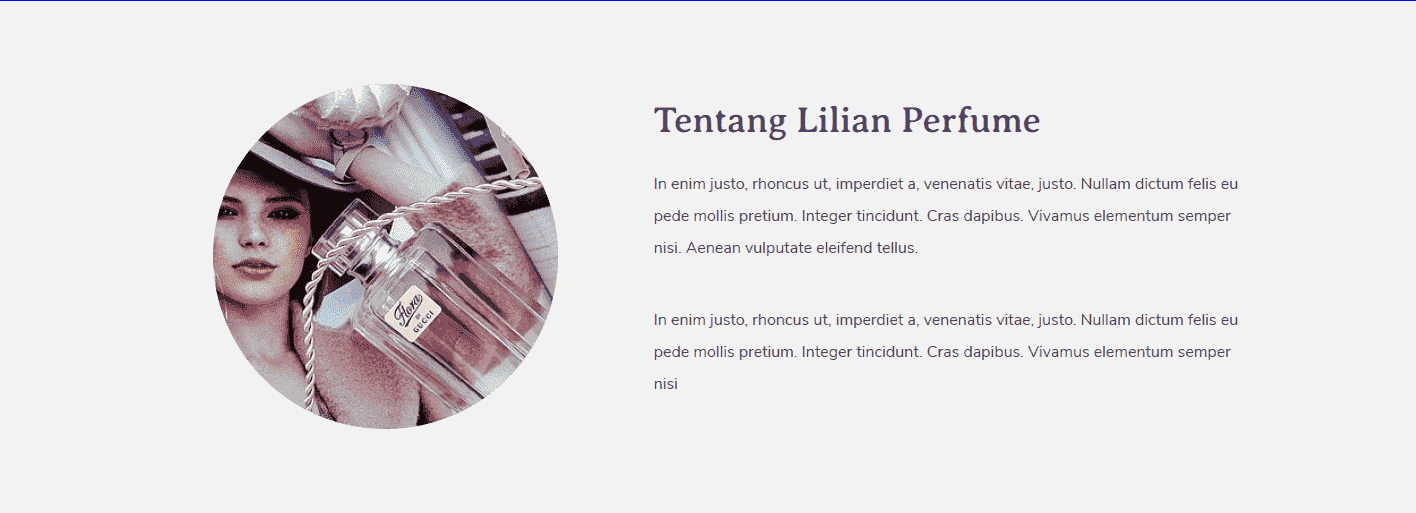 Tentang Lilian Perfume
In enim justo, rhoncus ut, imperdiet a, venenatis vitae, justo. Nullam dictum felis eu
pede mollis pretium. Integer tincidunt. Cras dapibus. Vivamus elementum semper
nisi. Aenean vulputate eleifend tellus.
In enim justo, rhoncus ut, imperdiet a, venenatis vitae, justo. Nullam dictum felis eu
pede mollis pretium. Integer tincidunt. Cras dapibus. Vivamus elementum semper
nisi
Flora
BY
GUCCI